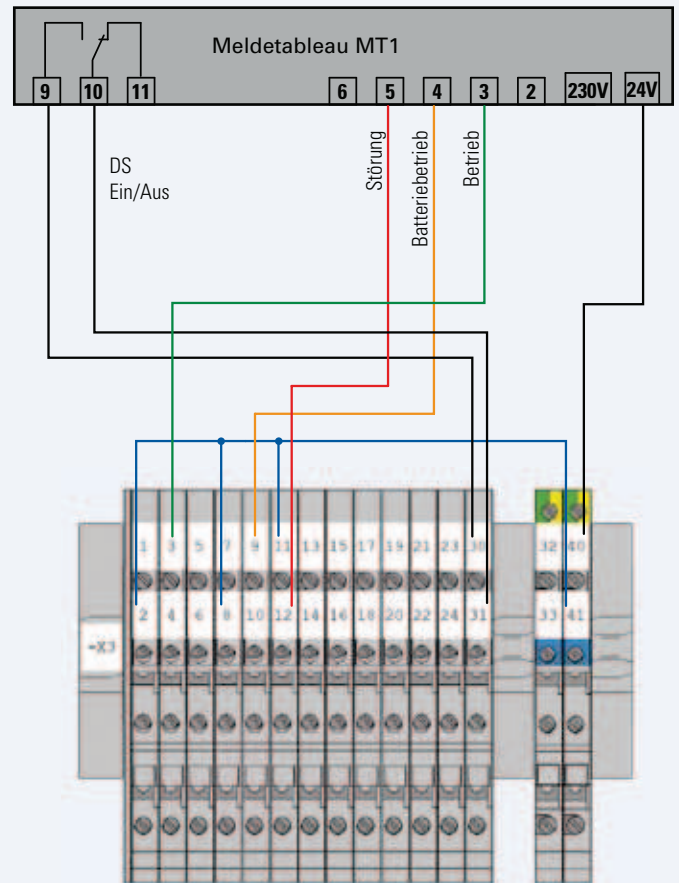 Meldetableau MT1
9 10 11 6 5 4 3 2 230V 24V
DS
Ein/Aus
Störung
Batteriebetrieb
Betrieb
1 3 5 7 9 11 13 15 17 19 21 23 30 32 40
2 4 6 8 10 12 14 16 18 20 22 24 31 33 41
-X3